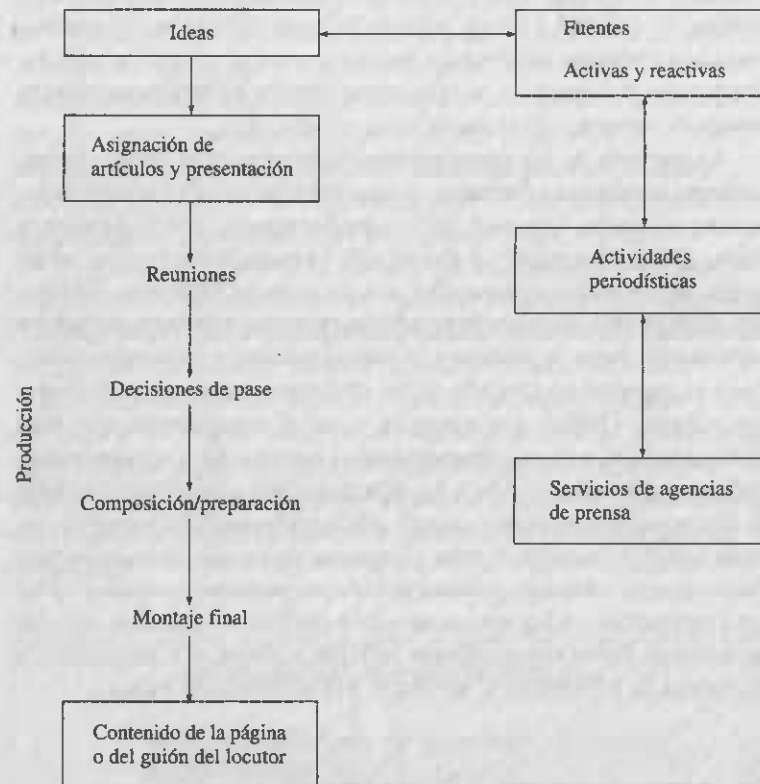 Ideas
Fuentes
Activas y reactivas
Asignación de
artículos y presentación
Reuniones
Actividades
periodísticas
Decisiones de pase
Producción
Composición/preparación
Servicios de agencias
de prensa
Montaje final
Contenido de la página
o del guión del locutor